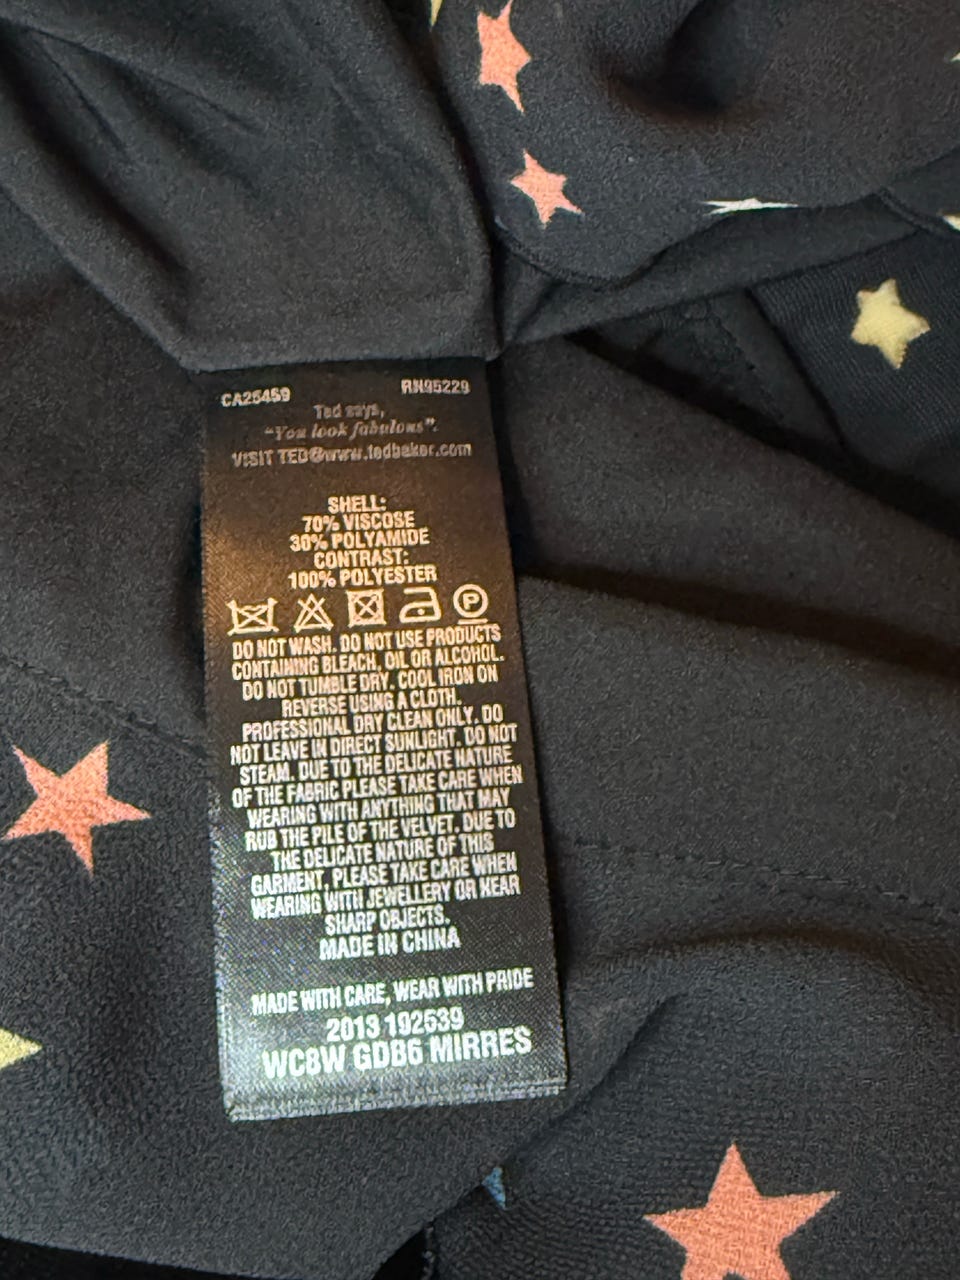 CA25459 RN95229
Ted says,
"You look fabulous".
VISIT TED@www.tedbaker.com
SHELL:
70% VISCOSE
30% POLYAMIDE
CONTRAST:
100% POLYESTER
P
DO NOT WASH. DO NOT USE PRODUCTS
CONTAINING BLEACH, OIL OR ALCOHOL.
DO NOT TUMBLE DRY. COOL IRON ON
REVERSE USING A CLOTH.
PROFESSIONAL DRY CLEAN ONLY. DO
NOT LEAVE IN DIRECT SUNLIGHT. DO NOT
STEAM. DUE TO THE DELICATE NATURE
OF THE FABRIC PLEASE TAKE CARE WHEN
WEARING WITH ANYTHING THAT MAY
RUB THE PILE OF THE VELVET. DUE TO
THE DELICATE NATURE OF THIS
GARMENT, PLEASE TAKE CARE WHEN
WEARING WITH JEWELLERY OR NEAR
SHARP OBJECTS.
MADE IN CHINA
MADE WITH CARE, WEAR WITH PRIDE
2013 192639
WC8W GDB6 MIRRES